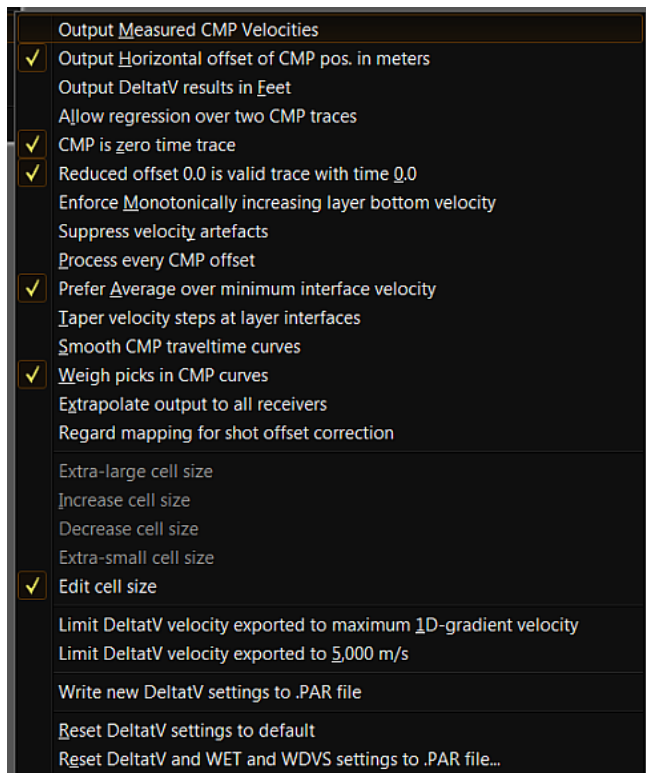 Output Measured CMP Velocities
Output Horizontal offset of CMP pos. in meters
Output DeltatV results in Feet
Allow regression over two CMP traces
CMP is zero time trace
Reduced offset 0.0 is valid trace with time 0.0
Enforce Monotonically increasing layer bottom velocity
Suppress velocity artefacts
Process every CMP offset
Prefer Average over minimum interface velocity
Taper velocity steps at layer interfaces
Smooth CMP traveltime curves
Weigh picks in CMP curves
Extrapolate output to all receivers
Regard mapping for shot offset correction
Extra-large cell size
Increase cell size
Decrease cell size
Extra-small cell size
Edit cell size
Limit DeltatV velocity exported to maximum 1D-gradient velocity
Limit DeltatV velocity exported to 5,000 m/s
Write new DeltatV settings to .PAR file
Reset DeltatV settings to default
Reset DeltatV and WET and WDVS settings to .PAR file...